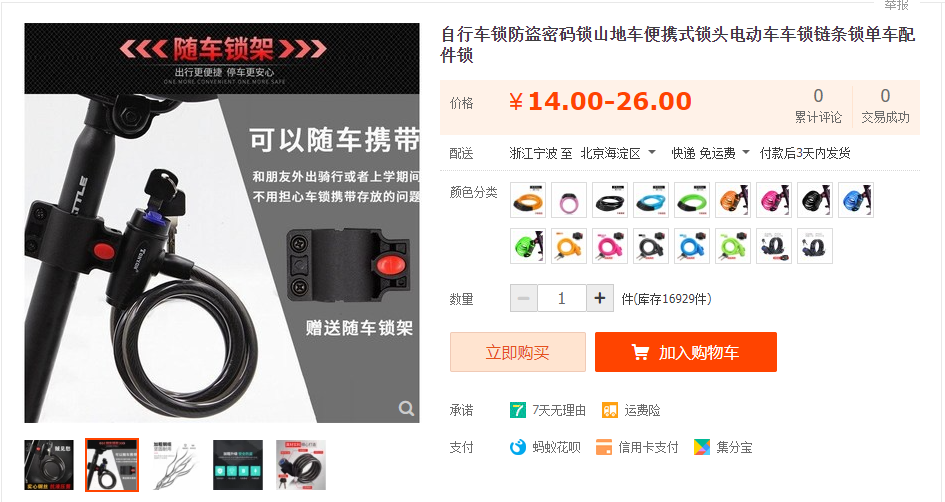 举报
随车锁架
出行更便捷 停车更安心
ONE MORE CONVENIENT ONE MORE SAFE
可以随车携带
和朋友外出骑行或者上学期间
不用担心车锁携带存放的问题
TTLE
赠送随车锁架
自行车锁防盗密码锁山地车便携式锁头电动车车锁链条锁单车配
件锁
价格
¥14.00-26.00
0
累计评论
0
交易成功
配送
浙江宁波 至 北京海淀区 快递 免运费 付款后3天内发货
颜色分类
数量
1
件(库存16929件)
立即购买
加入购物车
承诺
7天无理由
运费险
支付
蚂蚁花呗
信用卡支付
集分宝